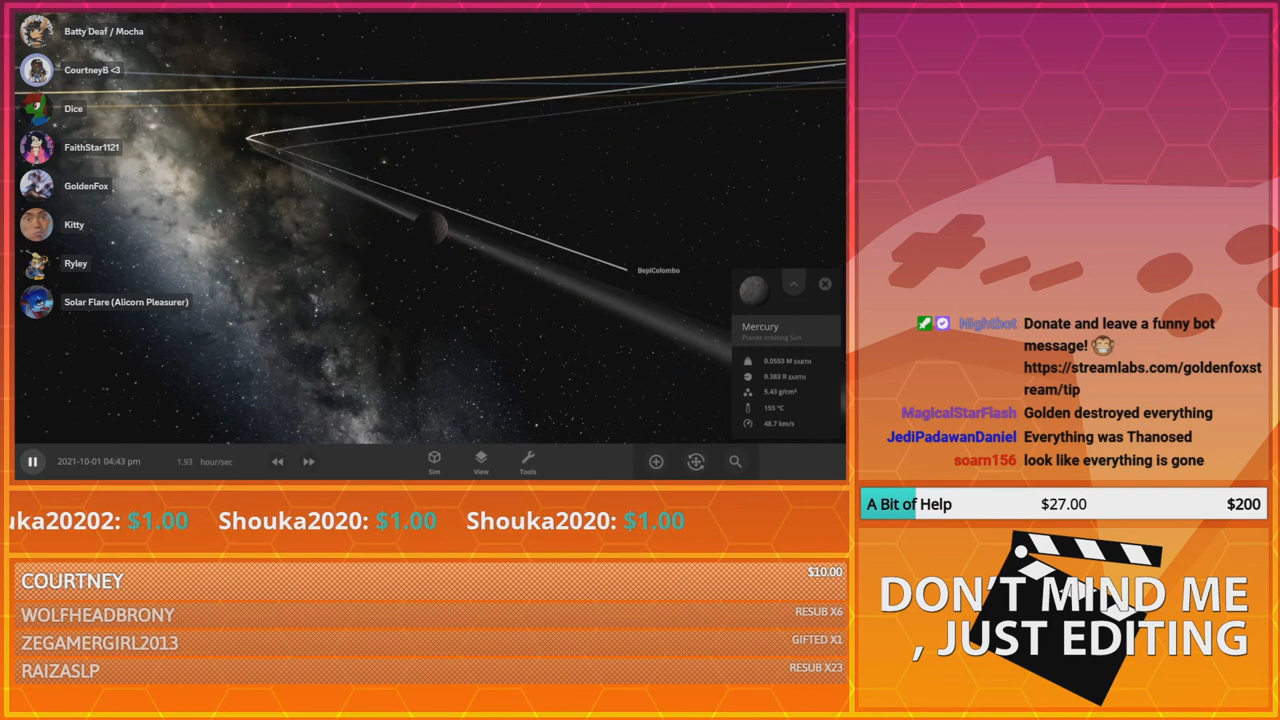 Batty Deaf / Mocha
CourtneyB <3
Dice
FaithStar1121
GoldenFox
Kitty
Ryley
Solar Flare (Alicorn Pleasurer)
BepiColombo
Mercury
Planet orbiting Sun
0.0553 M EARTH
0.383 R EARTH
5.43 g/cm³
155 °C
48.7 km/s
2021-10-01 04:43 pm
1.93 hour/sec
Sim
View
Tools
uka20202: $1.00 Shouka2020: $1.00 Shouka2020: $1.00
COURTNEY $10.00
WOLFHEADBRONY RESUB X6
ZEGAMERGIRL2013 GIFTED X1
RAIZASLP RESUB X23
Nightbot Donate and leave a funny bot
message!
https://streamlabs.com/goldenfoxst
ream/tip
MagicalStarFlash Golden destroyed everything
JediPadawanDaniel Everything was Thanosed
soarn156 look like everything is gone
A Bit of Help $27.00 $200
DON'T MIND ME
, JUST EDITING